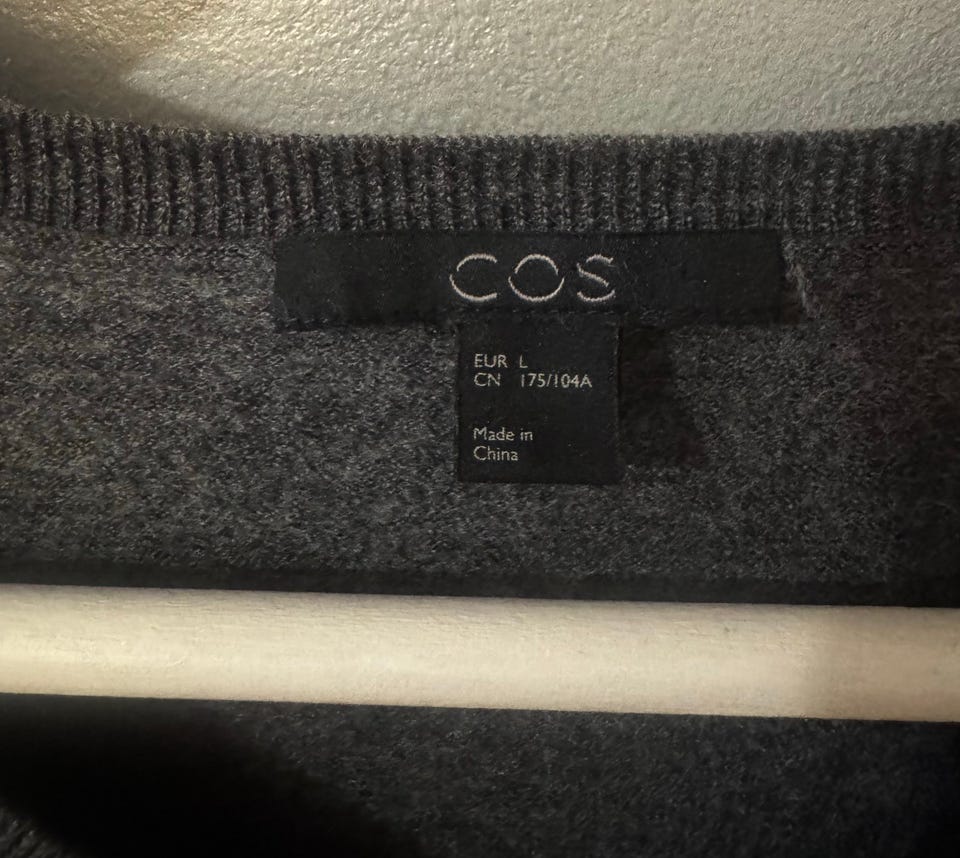 COS
EUR L
CN 175/104A
Made in
China